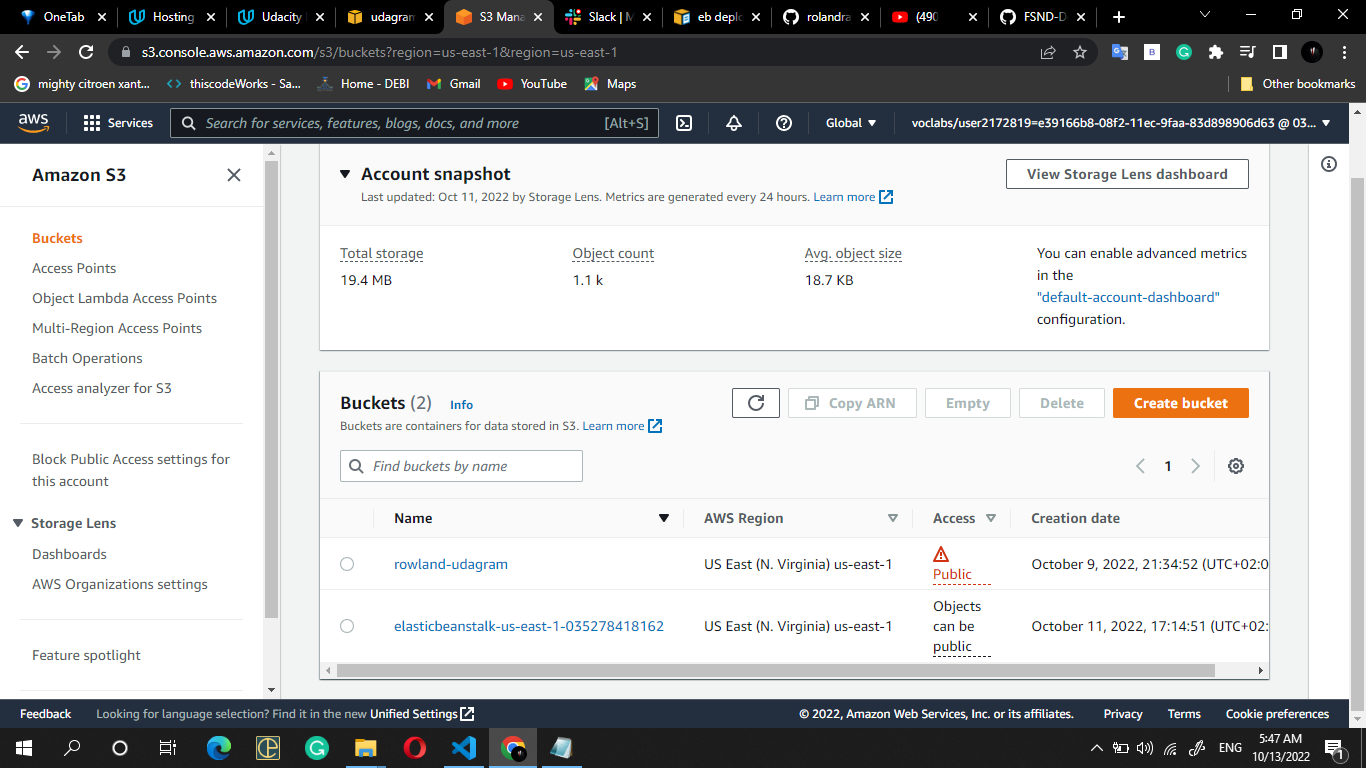 OneTab
Hosting
Udacity
udagram
S3 Mana
Slack | M
eb deplo
rolandra
(490
FSND-D
s3.console.aws.amazon.com/s3/buckets?region=us-east-1&region=us-east-1
mighty citroen xant...
thiscodeWorks - Sa...
Home - DEBI
Gmail
YouTube
Maps
Other bookmarks
aws
Services
Search for services, features, blogs, docs, and more
[Alt+S]
Global
voclabs/user2172819=e39166b8-08f2-11ec-9faa-83d898906d63 @ 03...
Amazon S3
Buckets
Access Points
Object Lambda Access Points
Multi-Region Access Points
Batch Operations
Access analyzer for S3
Block Public Access settings for
this account
Storage Lens
Dashboards
AWS Organizations settings
Feature spotlight
Account snapshot
Last updated: Oct 11, 2022 by Storage Lens. Metrics are generated every 24 hours. Learn more
View Storage Lens dashboard
Total storage
19.4 MB
Object count
1.1 k
Avg. object size
18.7 KB
You can enable advanced metrics
in the
"default-account-dashboard"
configuration.
Buckets (2) Info
Buckets are containers for data stored in S3. Learn more
Copy ARN
Empty
Delete
Create bucket
Find buckets by name
1
Name AWS Region Access Creation date
rowland-udagram US East (N. Virginia) us-east-1 Public October 9, 2022, 21:34:52 (UTC+02:0
elasticbeanstalk-us-east-1-035278418162 US East (N. Virginia) us-east-1
Objects
can be
public
October 11, 2022, 17:14:51 (UTC+02:
Feedback
Looking for language selection? Find it in the new Unified Settings
© 2022, Amazon Web Services, Inc. or its affiliates.
Privacy
Terms
Cookie preferences
ENG
5:47 AM
10/13/2022
1